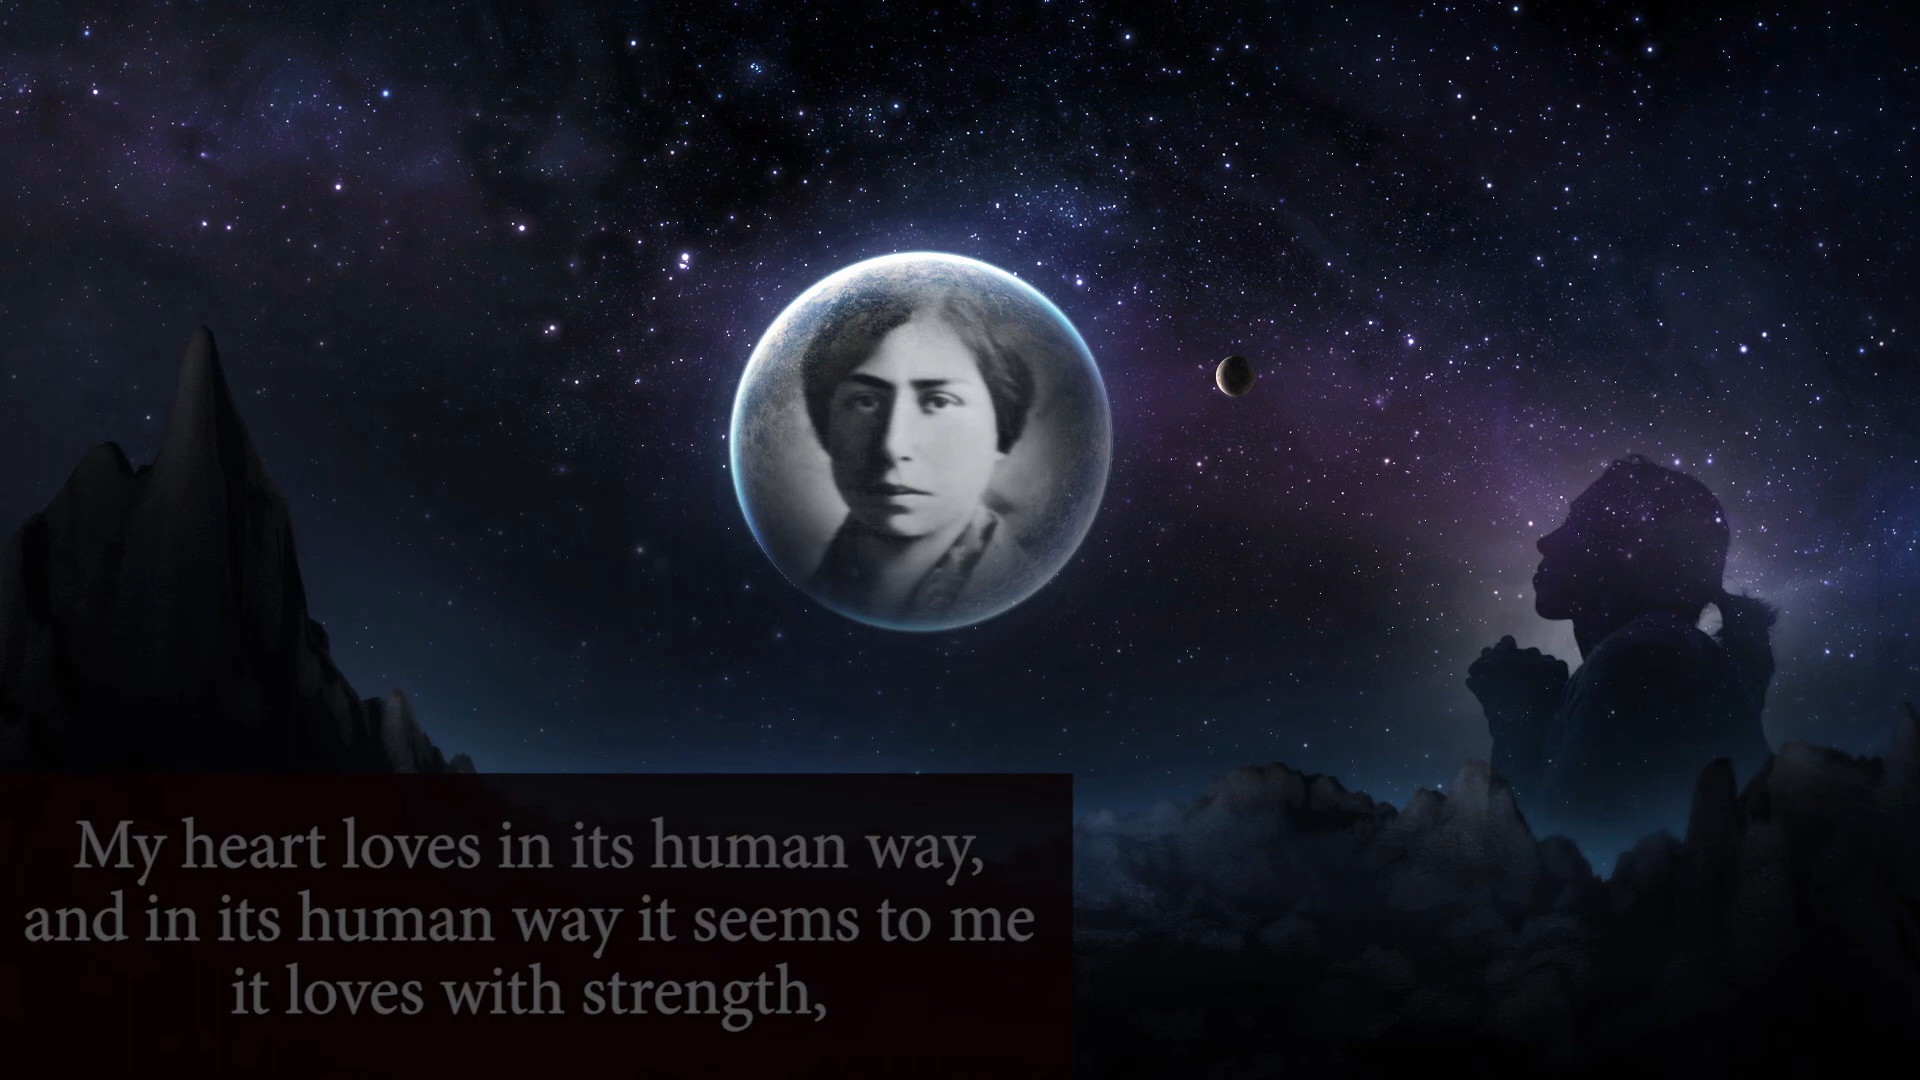 My heart loves in its human way,
and in its human way it seems to me
it loves with strength,